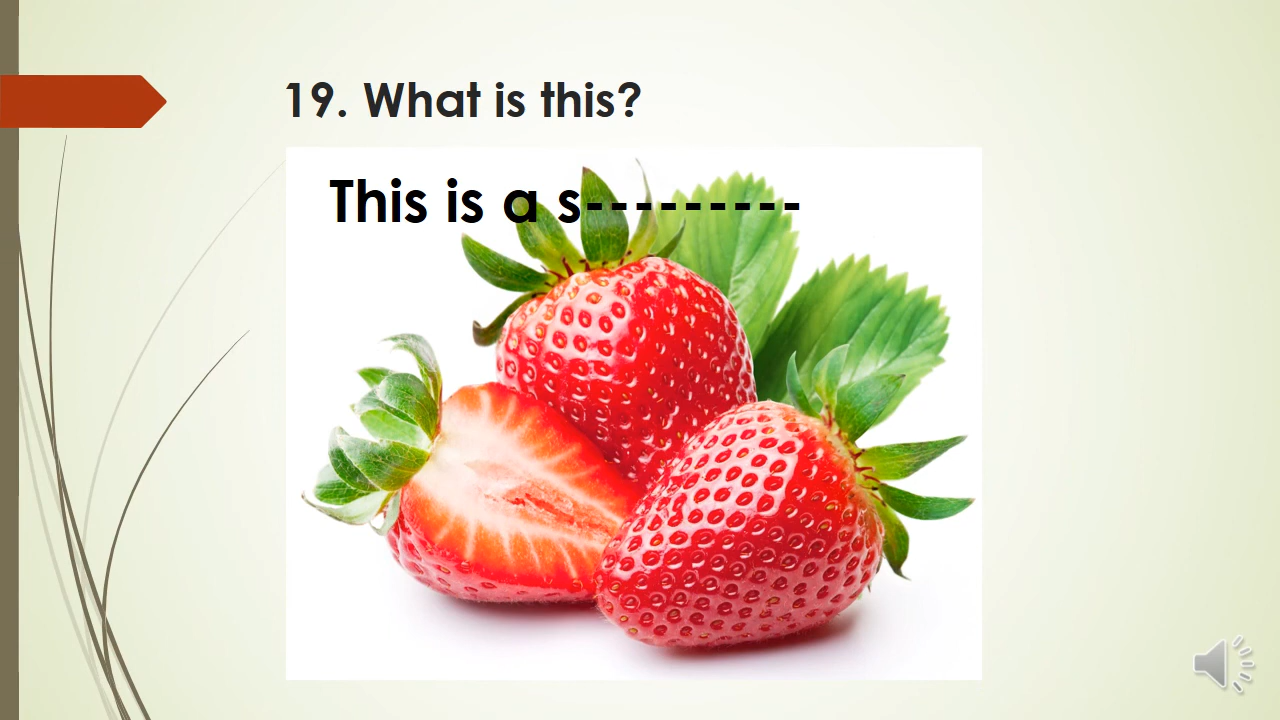 19. What is this?
This is a s---------